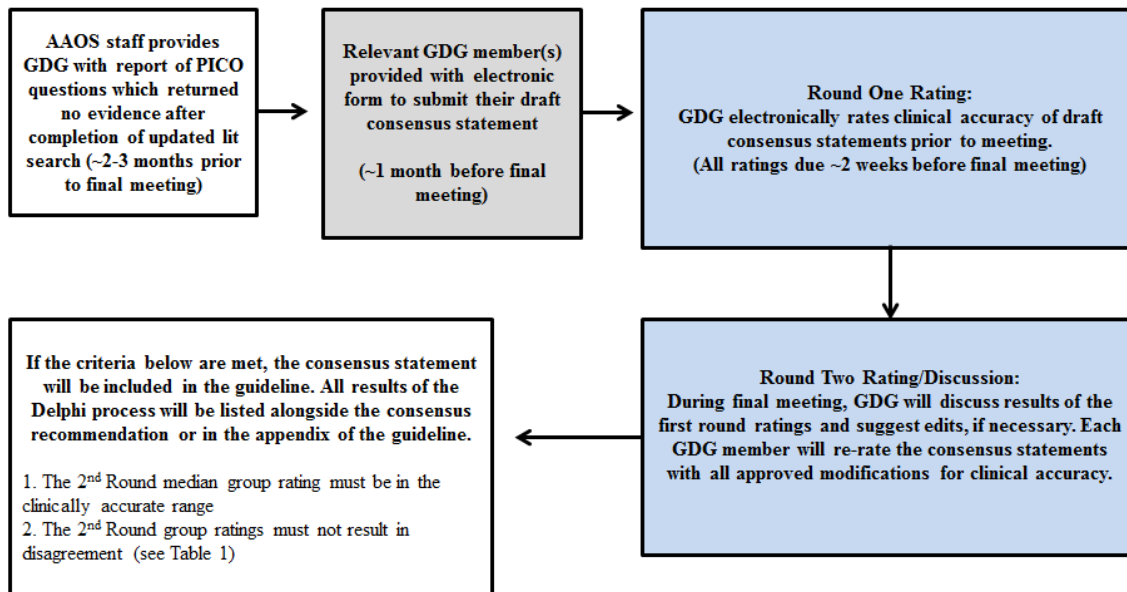 AAOS staff provides
GDG with report of PICO
questions which returned
no evidence after
completion of updated lit
search (~2-3 months prior
to final meeting)
Relevant GDG member(s)
provided with electronic
form to submit their draft
consensus statement
(~1 month before final
meeting)
Round One Rating:
GDG electronically rates clinical accuracy of draft
consensus statements prior to meeting.
(All ratings due ~2 weeks before final meeting)
Round Two Rating/Discussion:
During final meeting, GDG will discuss results of the
first round ratings and suggest edits, if necessary. Each
GDG member will re-rate the consensus statements
with all approved modifications for clinical accuracy.
If the criteria below are met, the consensus statement
will be included in the guideline. All results of the
Delphi process will be listed alongside the consensus
recommendation or in the appendix of the guideline.
1. The 2nd Round median group rating must be in the
clinically accurate range
2. The 2nd Round group ratings must not result in
disagreement (see Table 1)